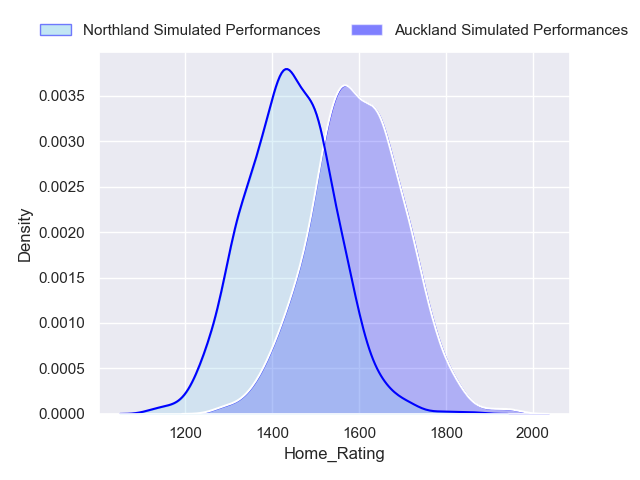 Northland Simulated Performances Auckland Simulated Performances
0.0035
0.0030
0.0025
0.0020
0.0015
0.0010
0.0005
0.0000
Density
1200 1400 1600 1800 2000
Home_Rating